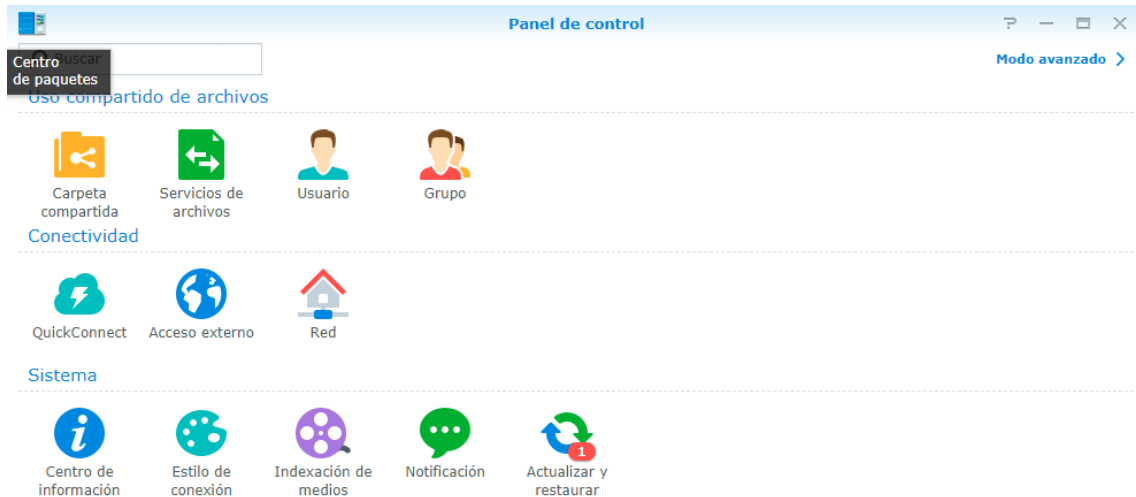 Panel de control
Buscar
Modo avanzado
Centro
de paquetes
Uso compartido de archivos
Carpeta
compartida
Servicios de
archivos
Usuario
Grupo
Conectividad
QuickConnect
Acceso externo
Red
Sistema
Centro de
información
Estilo de
conexión
Indexación de
medios
Notificación
1
Actualizar y
restaurar